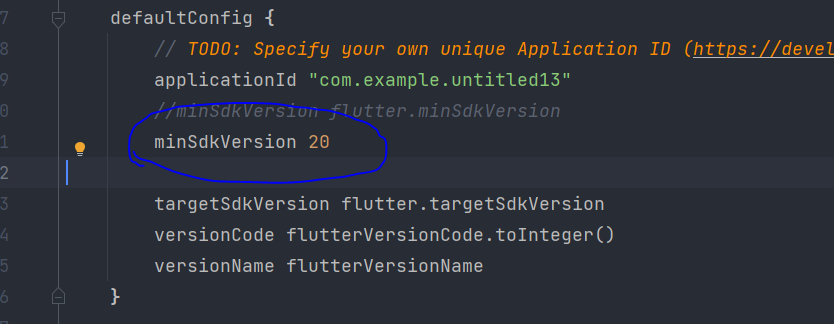 7 defaultConfig {
8 // TODO: Specify your own unique Application ID (https://devel
9 applicationId "com.example.untitled13"
0 //minSdkVersion flutter.minSdkVersion
1 minSdkVersion 20
2
3 targetSdkVersion flutter.targetSdkVersion
4 versionCode flutterVersionCode.toInteger()
5 versionName flutterVersionName
6 }